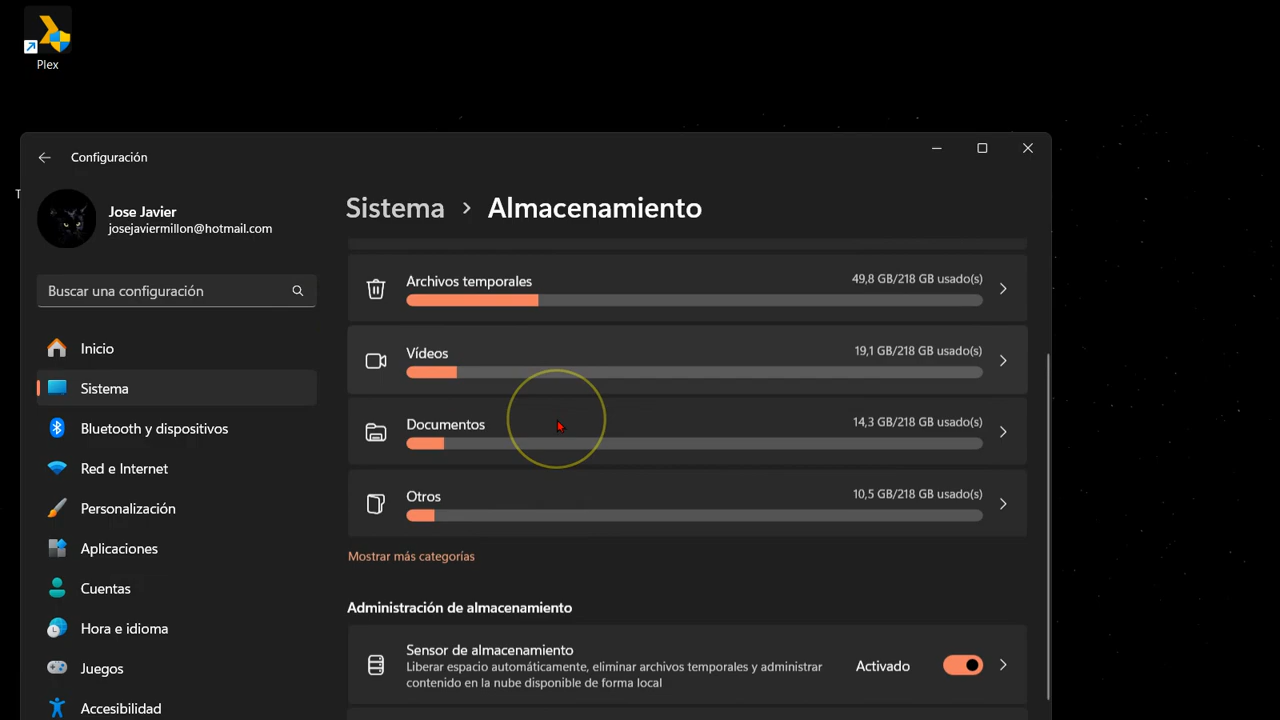 Plex
Configuración
T
Jose Javier
josejaviermillon@hotmail.com
Buscar una configuración
Inicio
Sistema
Bluetooth y dispositivos
Red e Internet
Personalización
Aplicaciones
Cuentas
Hora e idioma
Juegos
Accesibilidad
Sistema > Almacenamiento
Archivos temporales
49,8 GB/218 GB usado(s)
Vídeos
19,1 GB/218 GB usado(s)
Documentos
14,3 GB/218 GB usado(s)
Otros
10,5 GB/218 GB usado(s)
Mostrar más categorías
Administración de almacenamiento
Sensor de almacenamiento
Liberar espacio automáticamente, eliminar archivos temporales y administrar
contenido en la nube disponible de forma local
Activado